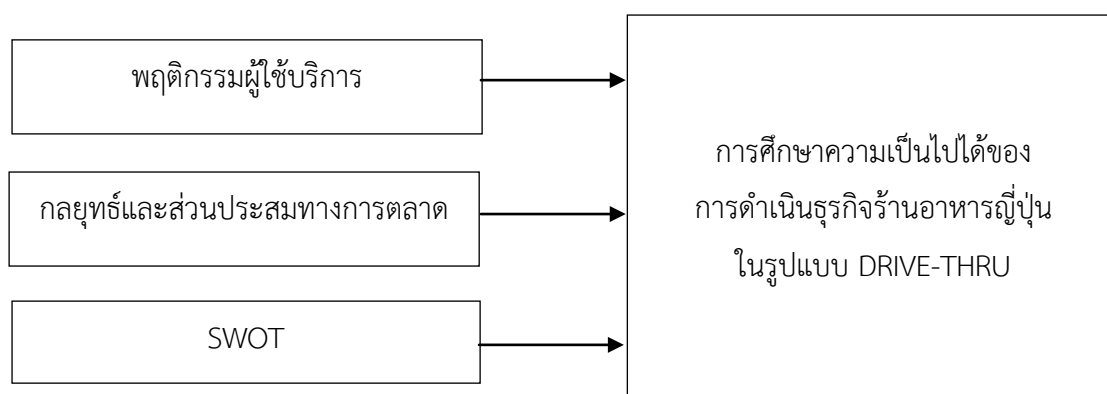 พฤติกรรมผู้ใช้บริการ
กลยุทธ์และส่วนประสมทางการตลาด
SWOT
การศึกษาความเป็นไปได้ของ
การดำเนินธุรกิจร้านอาหารญี่ปุ่น
ในรูปแบบ DRIVE-THRU